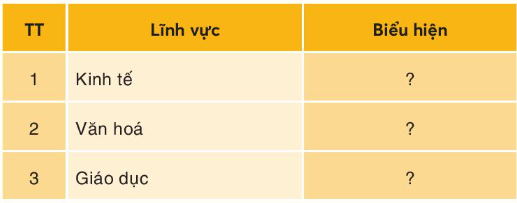 TT Lĩnh vực Biểu hiện
1 Kinh tế ?
2 Văn hoá ?
3 Giáo dục ?